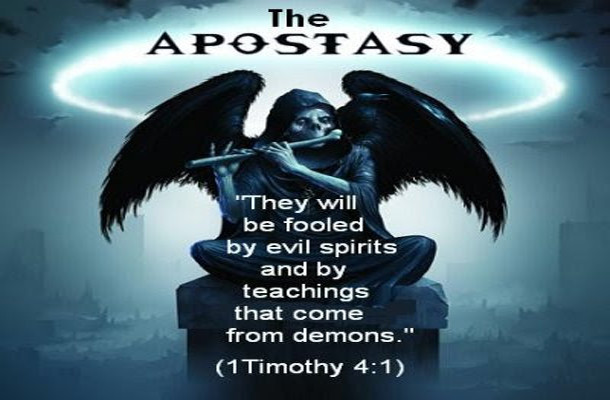 The
APOSTASY
"They will
be fooled
by evil spirits
and by
teachings
that come
from demons."
(1Timothy 4:1)